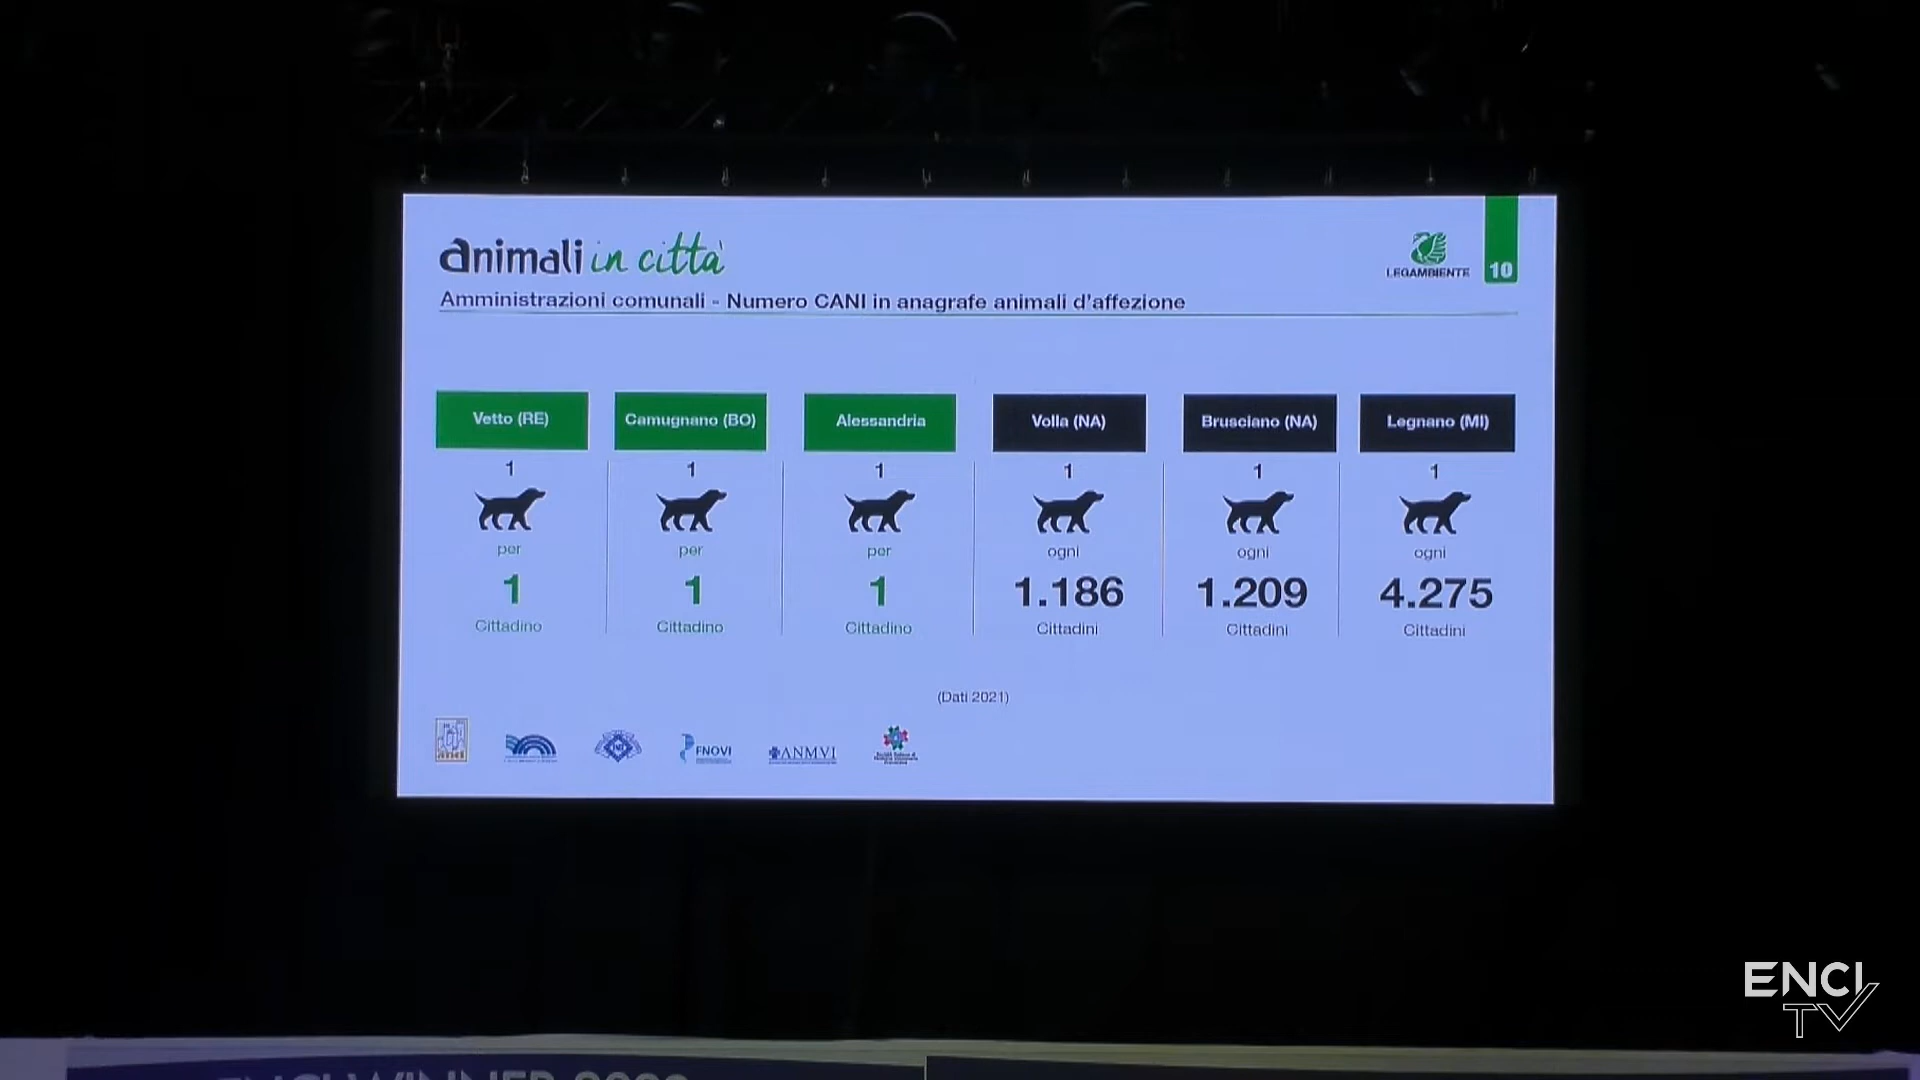 animali in città
LEGAMBIENTE
10
Amministrazioni comunali - Numero CANI in anagrafe animali d'affezione
Vetto (RE)
Camugnano (BO)
Alessandria
Volla (NA)
Brusciano (NA)
Legnano (MI)
1
1
1
1
1
1
per
per
per
ogni
ogni
ogni
1
1
1
1.186
1.209
4.275
Cittadino
Cittadino
Cittadino
Cittadini
Cittadini
Cittadini
(Dati 2021)
FNOVI
ANMVI
ENCI
TV